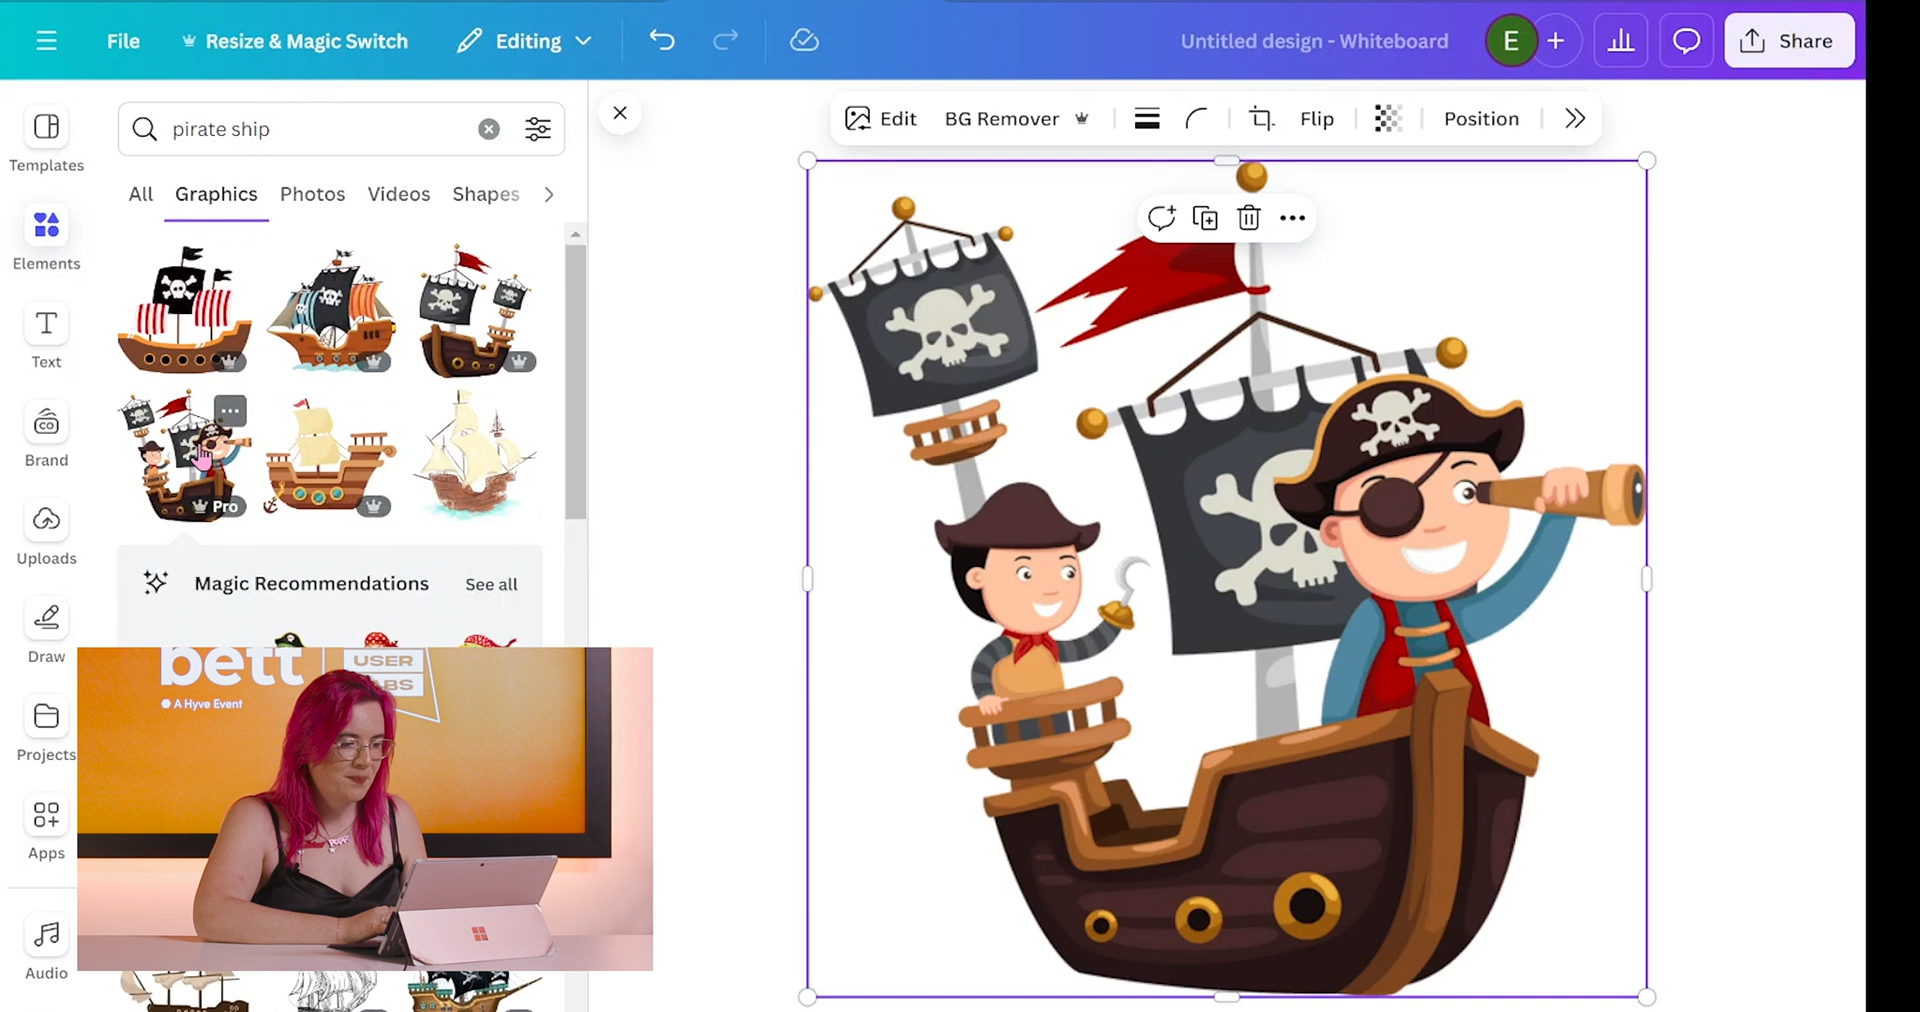 File
Resize & Magic Switch
Editing
Untitled design - Whiteboard
E
Share
Templates
Elements
Text
Brand
Uploads
Draw
Projects
Apps
Audio
pirate ship
All
Graphics
Photos
Videos
Shapes
Pro
Magic Recommendations
See all
Edit
BG Remover
Flip
Position
bett
A Hyve Event
USER